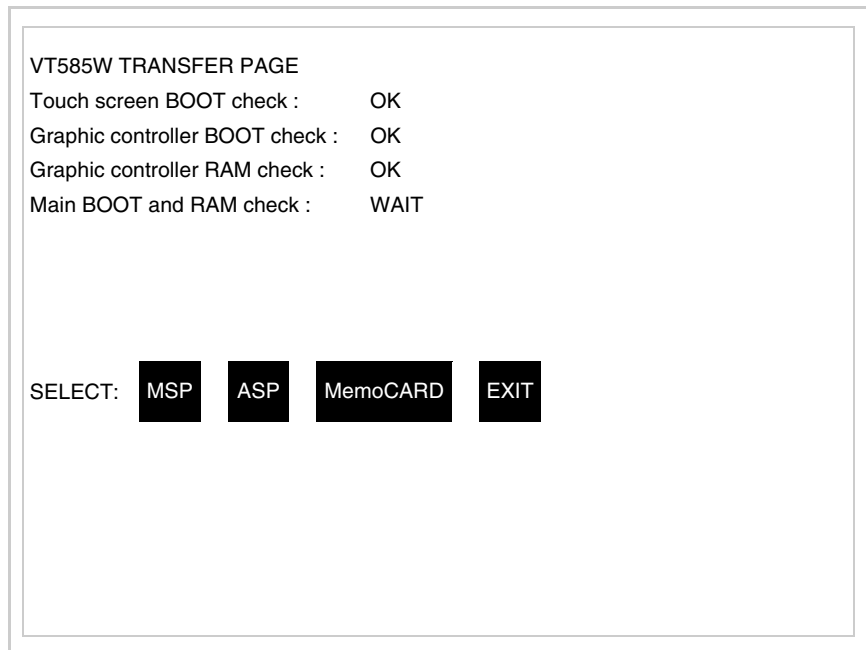 VT585W TRANSFER PAGE
Touch screen BOOT check : OK
Graphic controller BOOT check : OK
Graphic controller RAM check : OK
Main BOOT and RAM check : WAIT
SELECT: MSP ASP MemoCARD EXIT